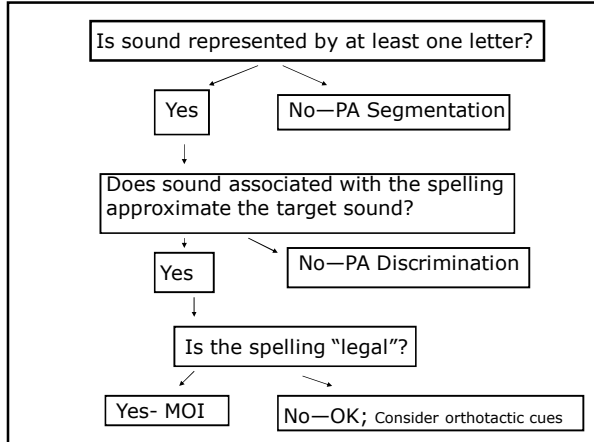 Is sound represented by at least one letter?
Yes
No—PA Segmentation
Does sound associated with the spelling
approximate the target sound?
Yes
No—PA Discrimination
Is the spelling “legal”?
Yes- MOI
No—OK; Consider orthotactic cues